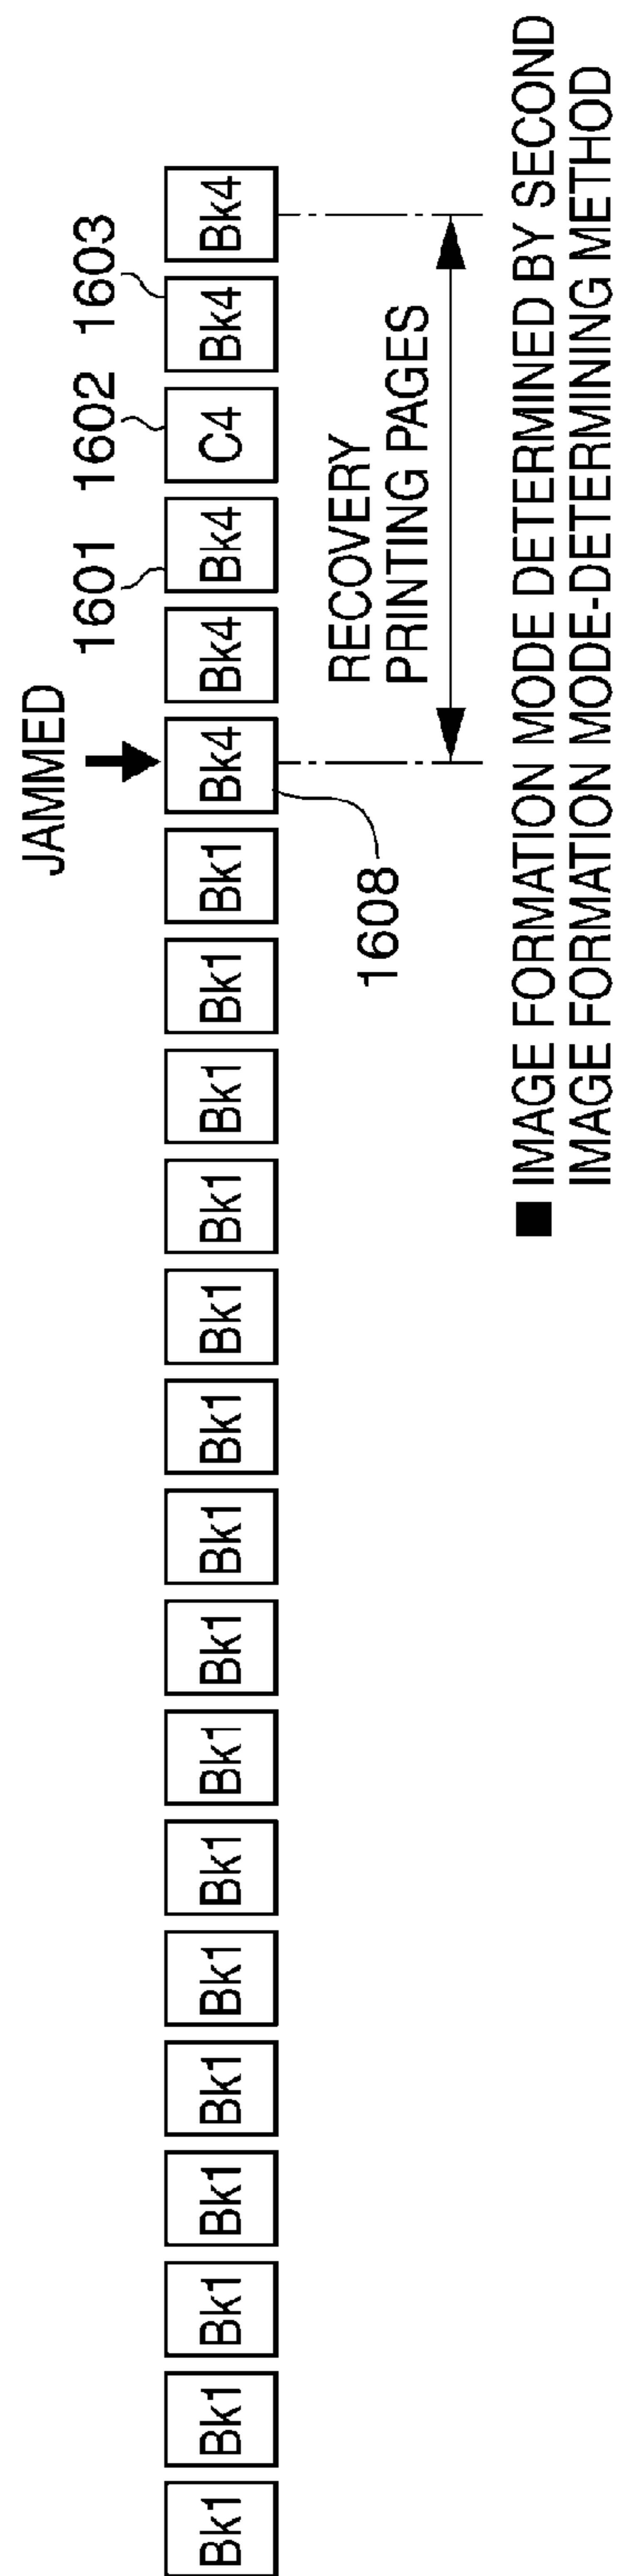 JAMMED
1601 1602 1603
Bk1 Bk1 Bk1 Bk1 Bk1 Bk1 Bk1 Bk1 Bk1 Bk1 Bk1 Bk1 Bk1 Bk1 Bk1 Bk1 Bk4 Bk4 Bk4 C4 Bk4 Bk4
1608
RECOVERY
PRINTING PAGES
■ IMAGE FORMATION MODE DETERMINED BY SECOND
IMAGE FORMATION MODE-DETERMINING METHOD